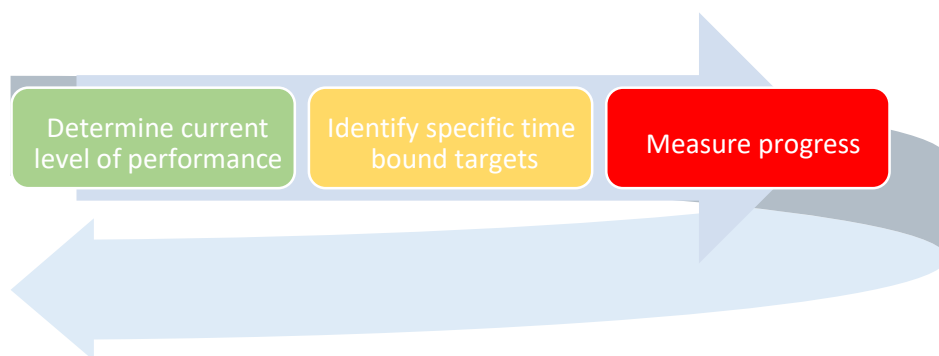 Determine current
level of performance
Identify specific time
bound targets
Measure progress